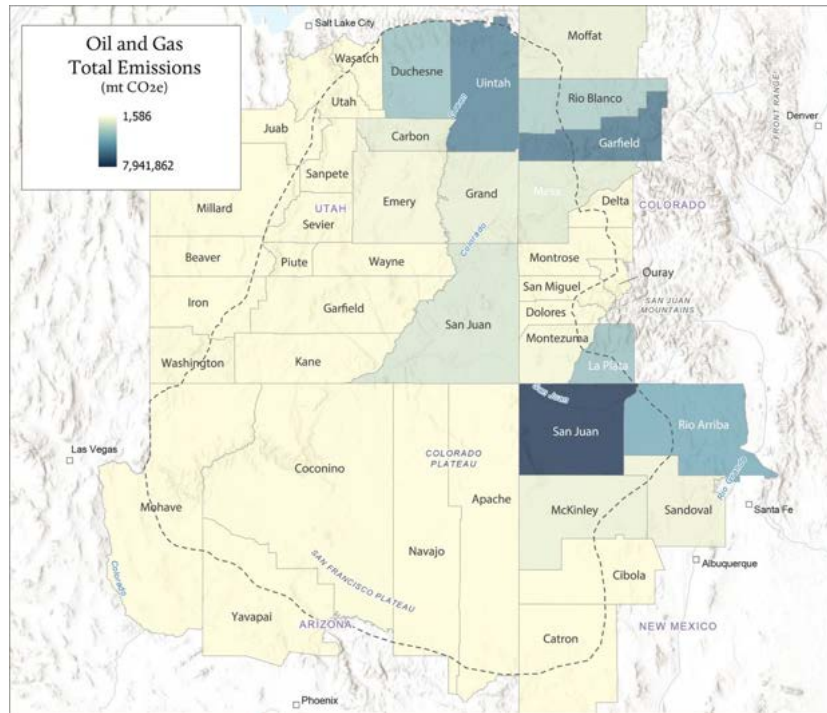 Oil and Gas
Total Emissions
(mt CO2e)
1,586
7,941,862
Salt Lake City
Moffat
Wasatch
Duchesne
Uintah
Utah
Rio Blanco
FRONT RANGE
Denver
Juab
Carbon
Garfield
Sanpete
Grand
Mesa
Millard
UTAH
Emery
Delta
COLORADO
Sevier
Colorado
Beaver
Piute
Wayne
Montrose
Ouray
San Miguel
Iron
Garfield
SAN JUAN
MOUNTAINS
San Juan
Dolores
Montezuma
Washington
Kane
La Plata
San Juan
San Juan
Rio Arriba
Las Vegas
COLORADO
PLATEAU
Coconino
Rio Grande
Mohave
Apache
McKinley
Sandoval
Santa Fe
Navajo
SAN FRANCISCO PLATEAU
Albuquerque
Cibola
Colorado
Yavapai
ARIZONA
NEW MEXICO
Catron
Phoenix